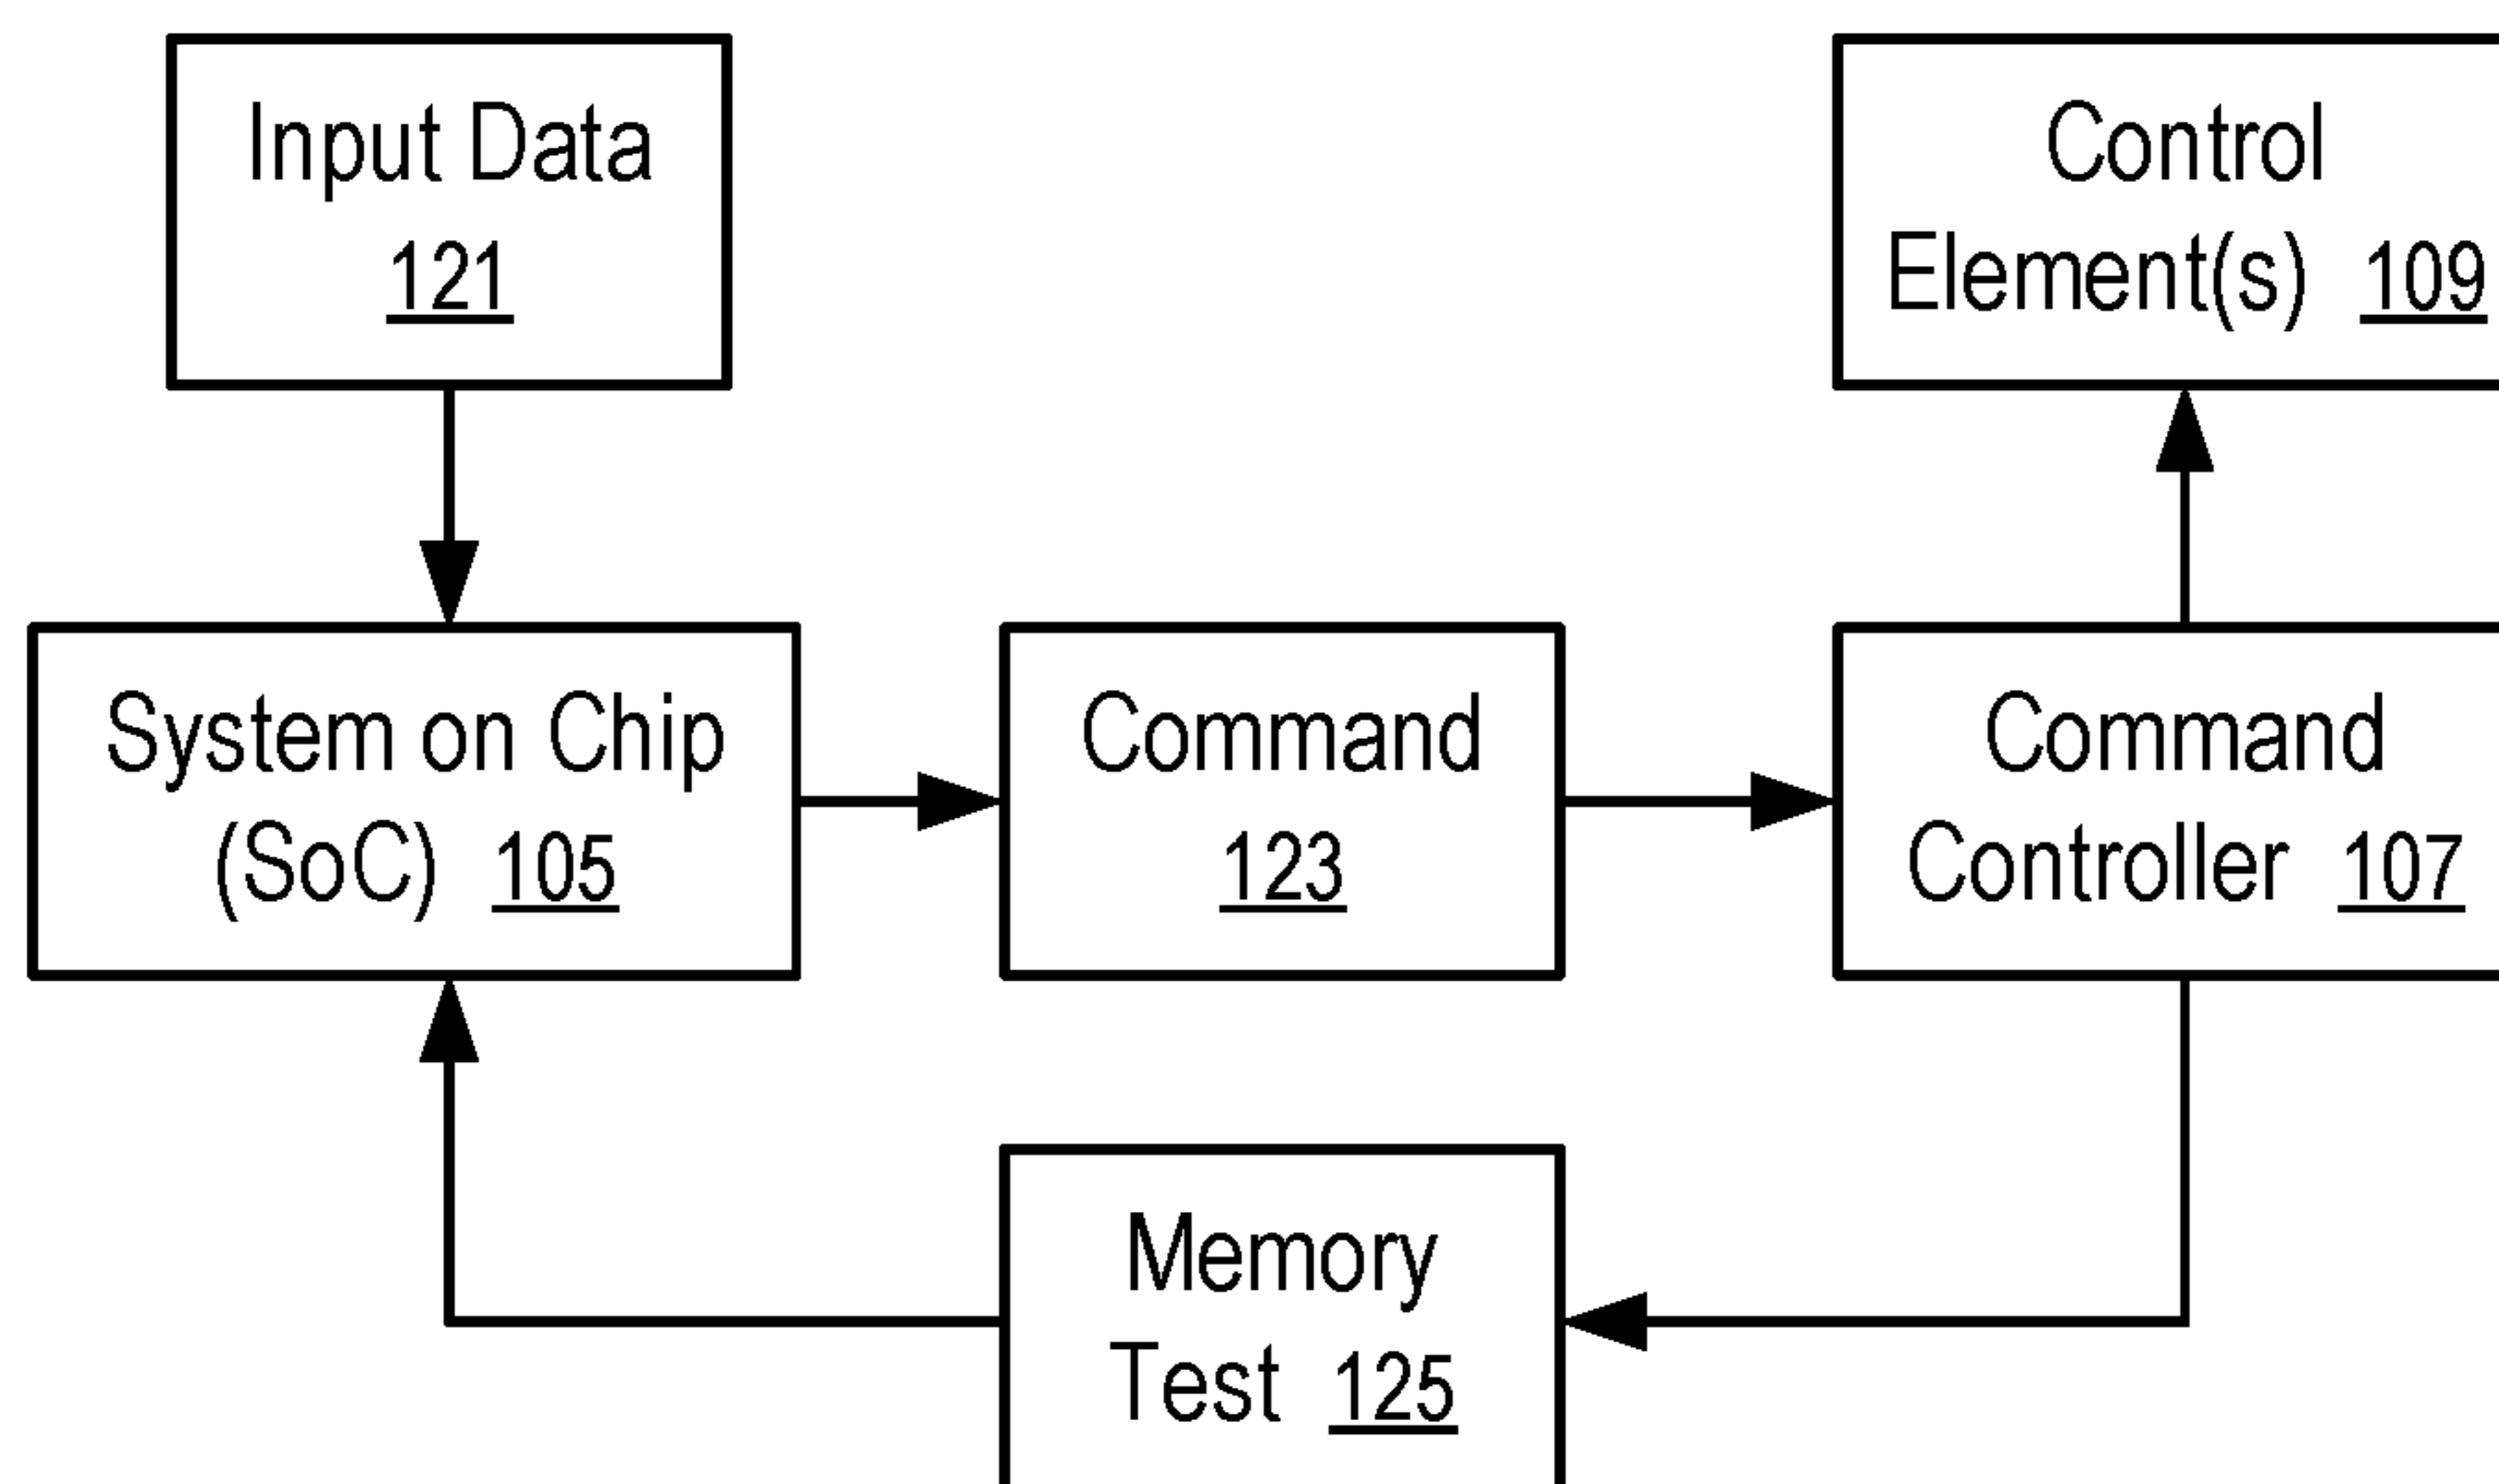 Input Data
121
Control
Element(s) 109
System on Chip
(SoC) 105
Command
123
Command
Controller 107
Memory
Test 125